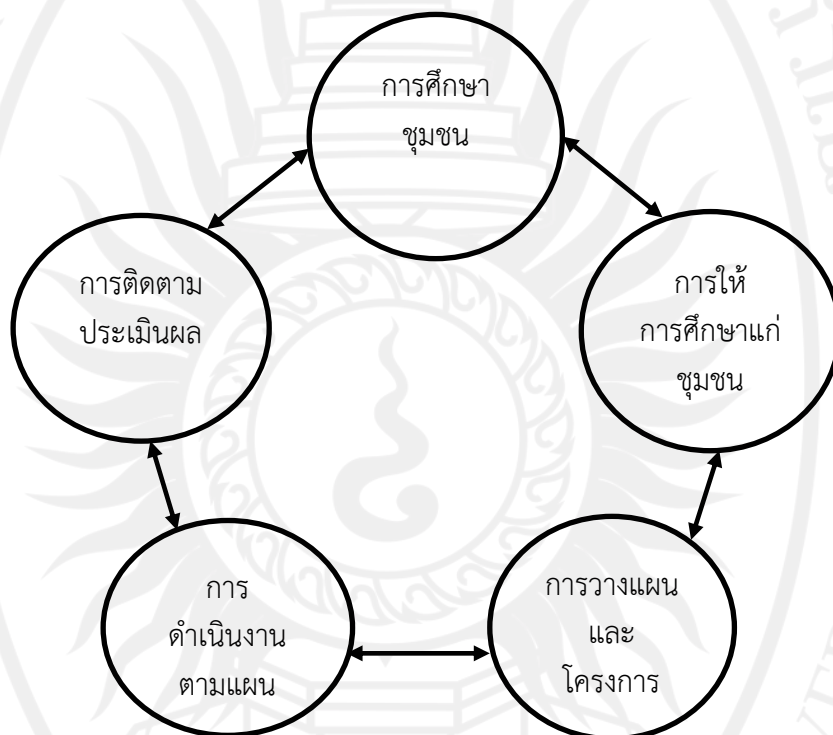 การศึกษา
ชุมชน
การให้
การศึกษาแก่
ชุมชน
การวางแผน
และ
โครงการ
การ
ดำเนินงาน
ตามแผน
การติดตาม
ประเมินผล